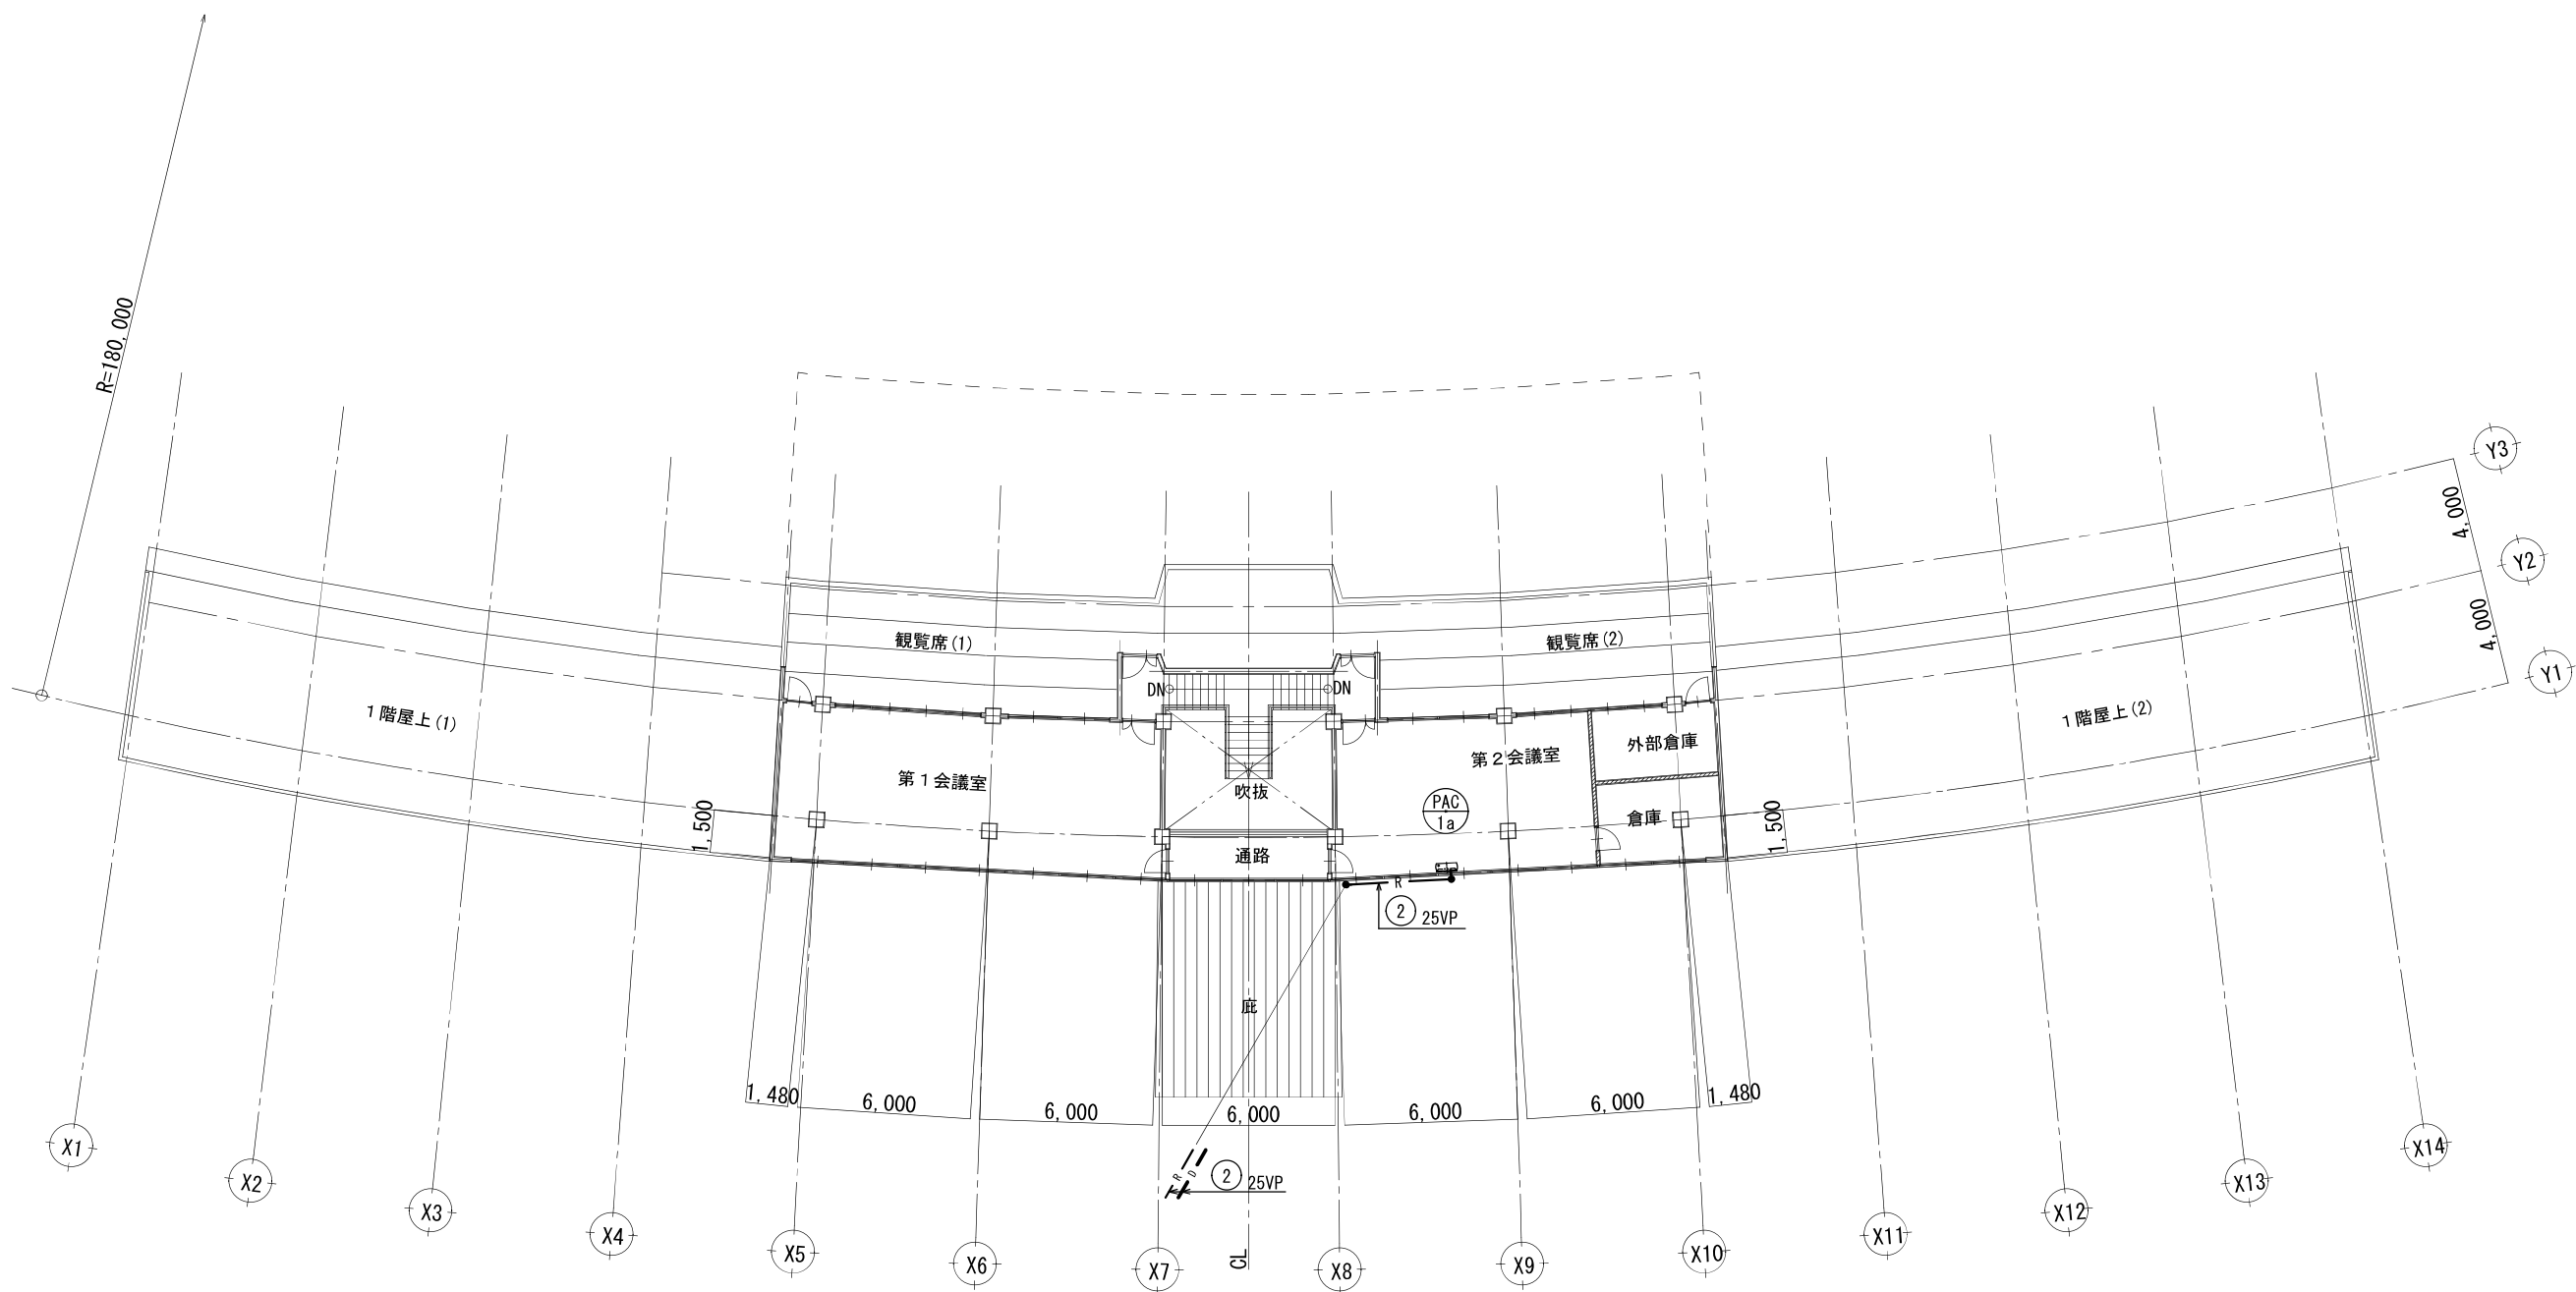 R=180,000
Y3
4,000
Y2
4,000
Y1
観覧席(1)
観覧席(2)
DN
DN
1階屋上(1)
1階屋上(2)
外部倉庫
第2会議室
第1会議室
吹抜
PAC
1a
倉庫
1,500
1,500
通路
R
2 25VP
庇
1,480
6,000
6,000
6,000
6,000
6,000
1,480
R
D
2 25VP
CL
X1
X2
X3
X4
X5
X6
X7
X8
X9
X10
X11
X12
X13
X14